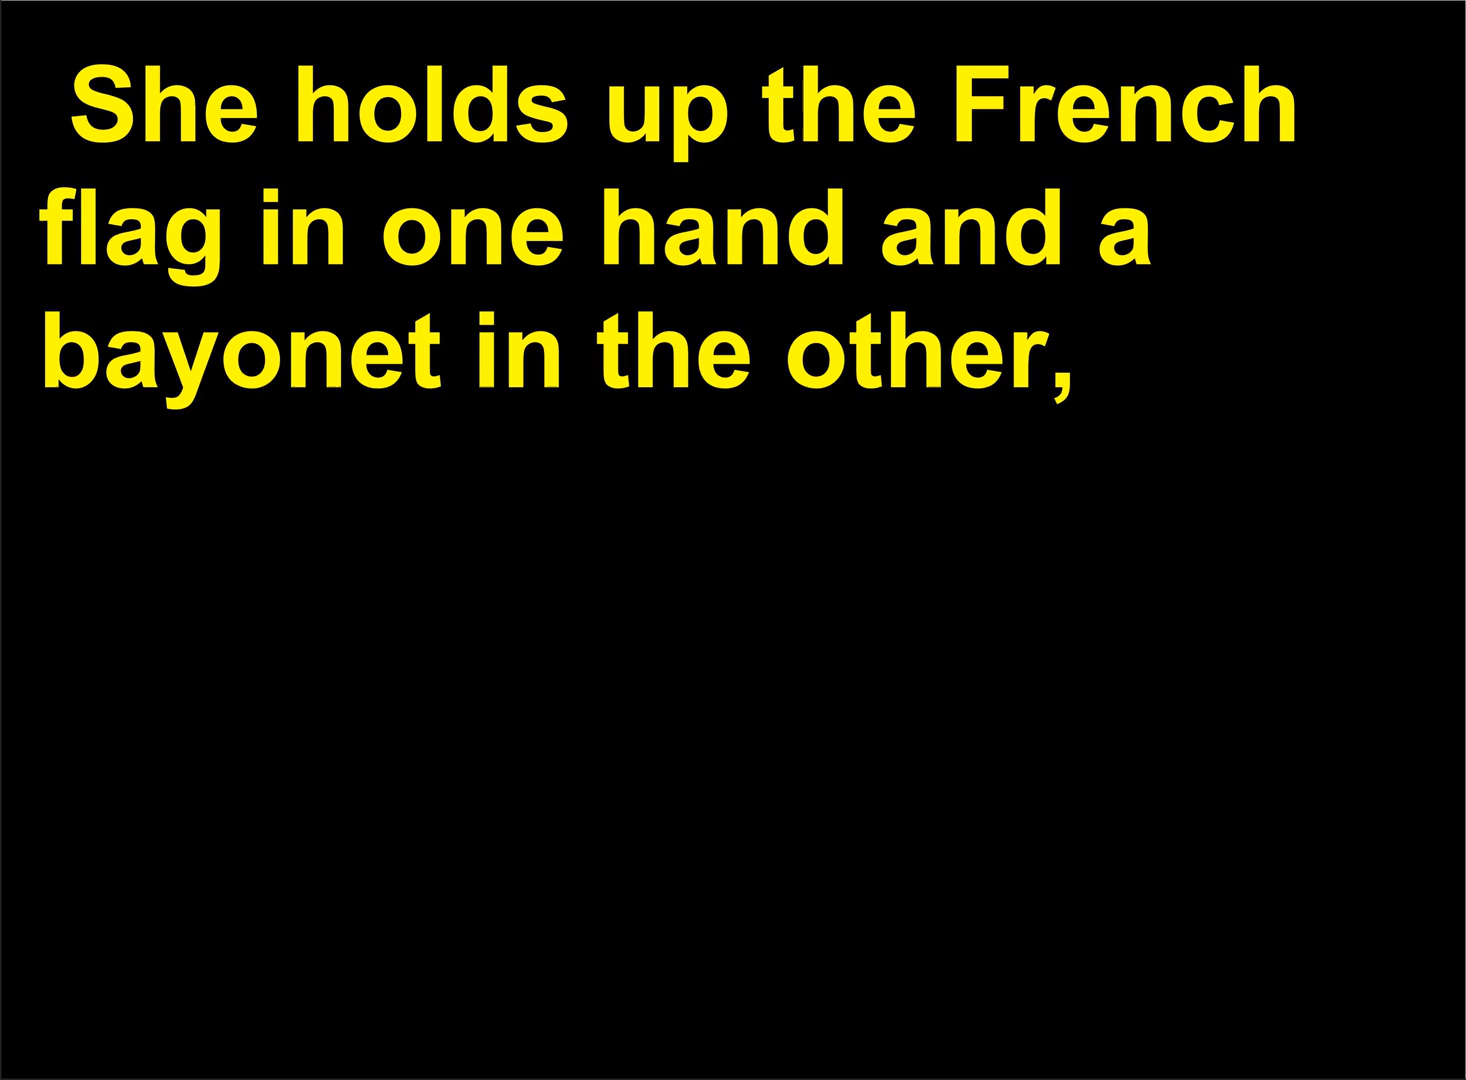 She holds up the French
flag in one hand and a
bayonet in the other,